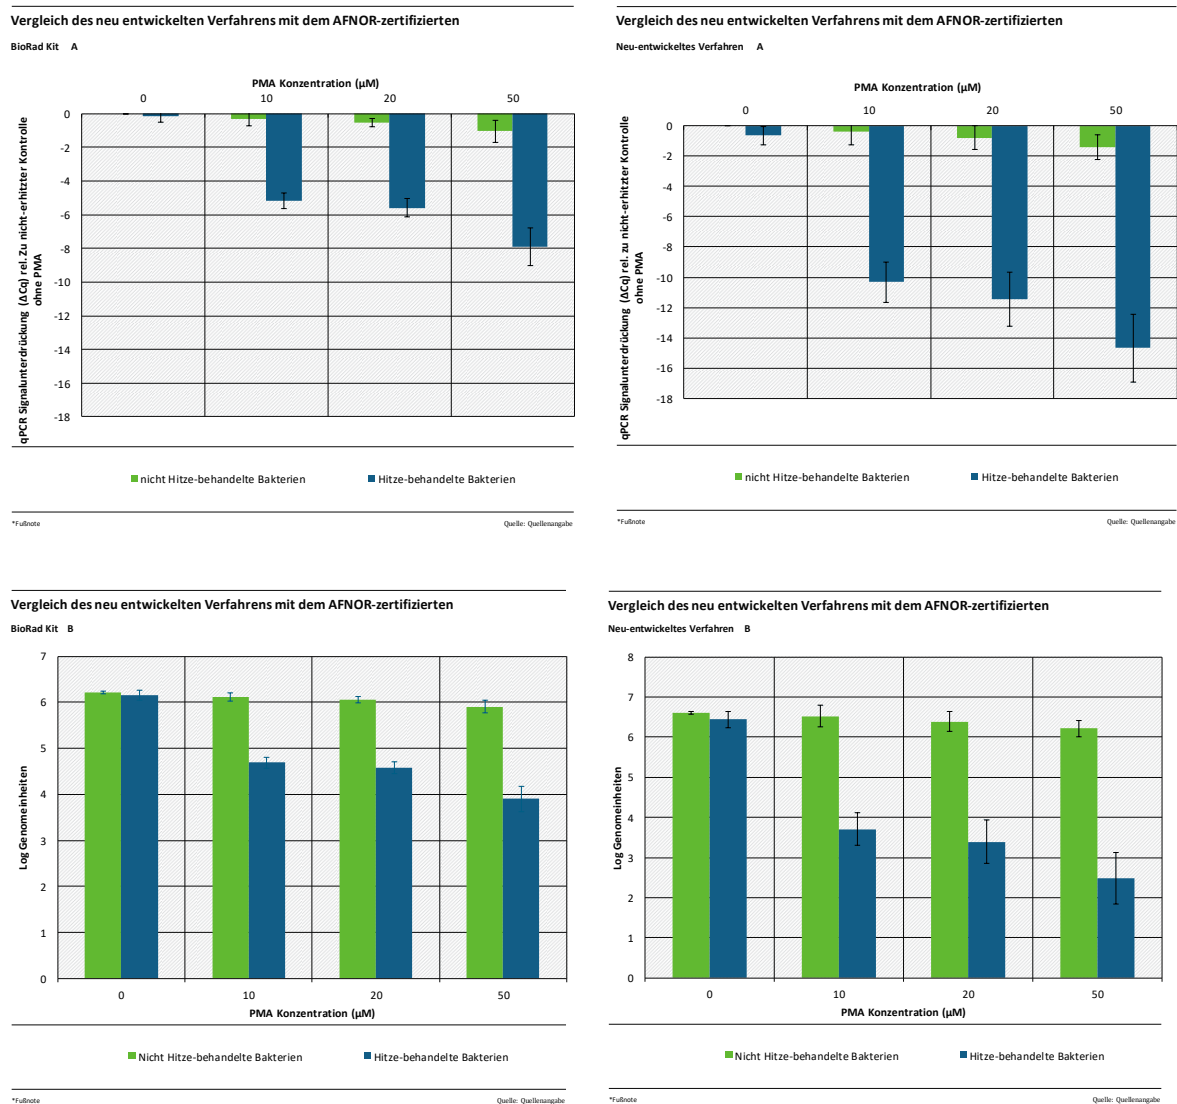 Vergleich des neu entwickelten Verfahrens mit dem AFNOR-zertifizierten
BioRad Kit A
PMA Konzentration (µM)
0 10 20 50
0
-2
-4
-6
-8
-10
-12
-14
-16
-18
qPCR Signalunterdrückung (ΔCq) rel. Zu nicht-erhitzter Kontrolle
ohne PMA
nicht Hitze-behandelte Bakterien Hitze-behandelte Bakterien
*Fußnote Quelle: Quellenangabe
Vergleich des neu entwickelten Verfahrens mit dem AFNOR-zertifizierten
Neu-entwickeltes Verfahren A
PMA Konzentration (µM)
0 10 20 50
0
-2
-4
-6
-8
-10
-12
-14
-16
-18
qPCR Signalunterdrückung (ΔCq) rel. zu nicht-erhitzter Kontrolle
ohne PMA
nicht Hitze-behandelte Bakterien Hitze-behandelte Bakterien
*Fußnote Quelle: Quellenangabe
Vergleich des neu entwickelten Verfahrens mit dem AFNOR-zertifizierten
BioRad Kit B
7
6
5
4
3
2
1
0
Log Genomeinheiten
0 10 20 50
PMA Konzentration (µM)
Nicht Hitze-behandelte Bakterien Hitze-behandelte Bakterien
*Fußnote Quelle: Quellenangabe
Vergleich des neu entwickelten Verfahrens mit dem AFNOR-zertifizierten
Neu-entwickeltes Verfahren B
8
7
6
5
4
3
2
1
0
Log Genomeinheiten
0 10 20 50
PMA Konzentration (µM)
Nicht Hitze-behandelte Bakterien Hitze-behandelte Bakterien
*Fußnote Quelle: Quellenangabe